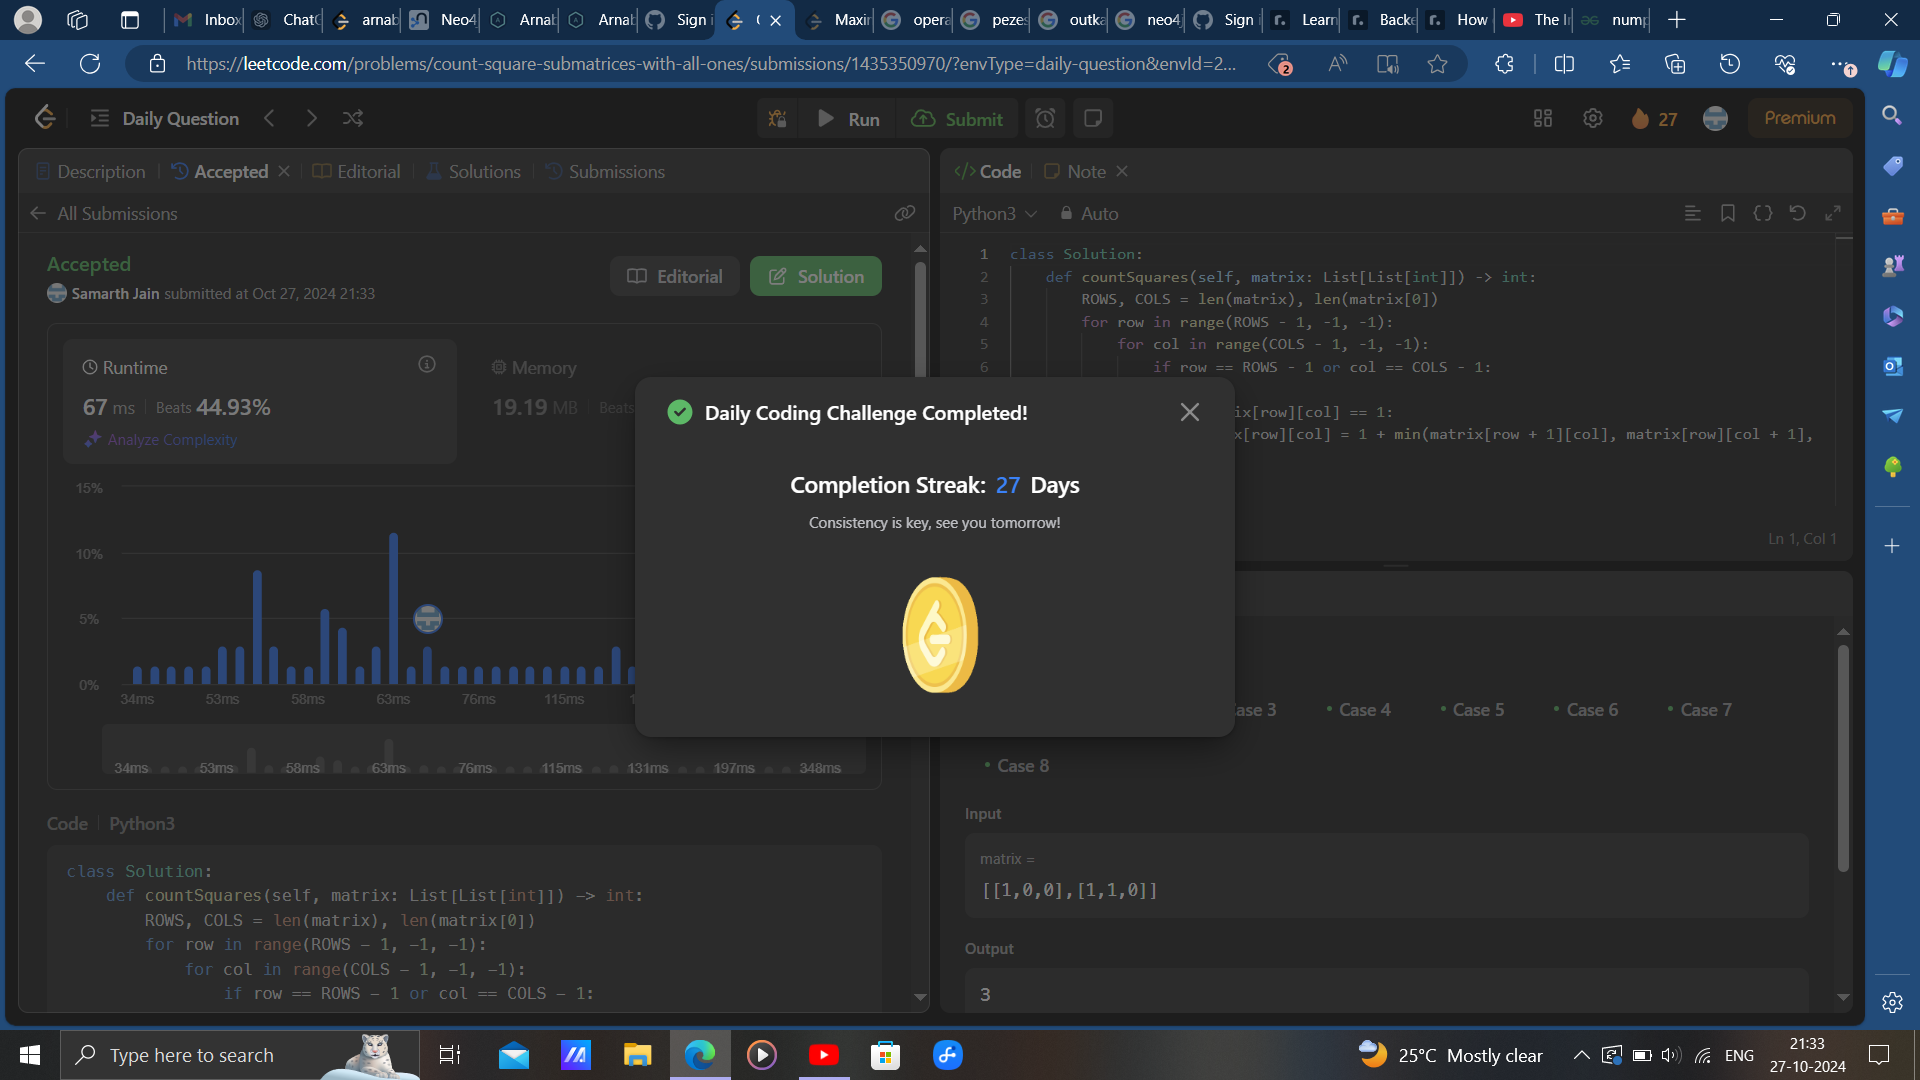 Inbox
Chat
arnab
Neo4
Arnab
Arnab
Sign i
Maxin
opera
pezes
outka
neo4j
Sign
Learn
Backe
How
The I
nump
https://leetcode.com/problems/count-square-submatrices-with-all-ones/submissions/1435350970/?envType=daily-question&envId=2...
2
Daily Question
Run
Submit
27
Premium
Description
Accepted
Editorial
Solutions
Submissions
All Submissions
Accepted
Samarth Jain submitted at Oct 27, 2024 21:33
Editorial
Solution
Runtime
67 ms
Beats 44.93%
Analyze Complexity
Memory
19.19 MB
Beats
15%
10%
5%
0%
34ms 53ms 58ms 63ms 76ms 115ms
34ms 53ms 58ms 63ms 76ms 115ms 131ms 197ms 348ms
Code
Python3
class Solution:
def countSquares(self, matrix: List[List[int]]) -> int:
ROWS, COLS = len(matrix), len(matrix[0])
for row in range(ROWS - 1, -1, -1):
for col in range(COLS - 1, -1, -1):
if row == ROWS - 1 or col == COLS - 1:
Daily Coding Challenge Completed!
Completion Streak: 27 Days
Consistency is key, see you tomorrow!
</> Code
Note
Python3
Auto
1 class Solution:
2 def countSquares(self, matrix: List[List[int]]) -> int:
3 ROWS, COLS = len(matrix), len(matrix[0])
4 for row in range(ROWS - 1, -1, -1):
5 for col in range(COLS - 1, -1, -1):
6 if row == ROWS - 1 or col == COLS - 1:
ix[row][col] == 1:
x[row][col] = 1 + min(matrix[row + 1][col], matrix[row][col + 1],
Ln 1, Col 1
ase 3
Case 4
Case 5
Case 6
Case 7
Case 8
Input
matrix =
[[1,0,0],[1,1,0]]
Output
3
Type here to search
25°C Mostly clear
ENG
21:33
27-10-2024